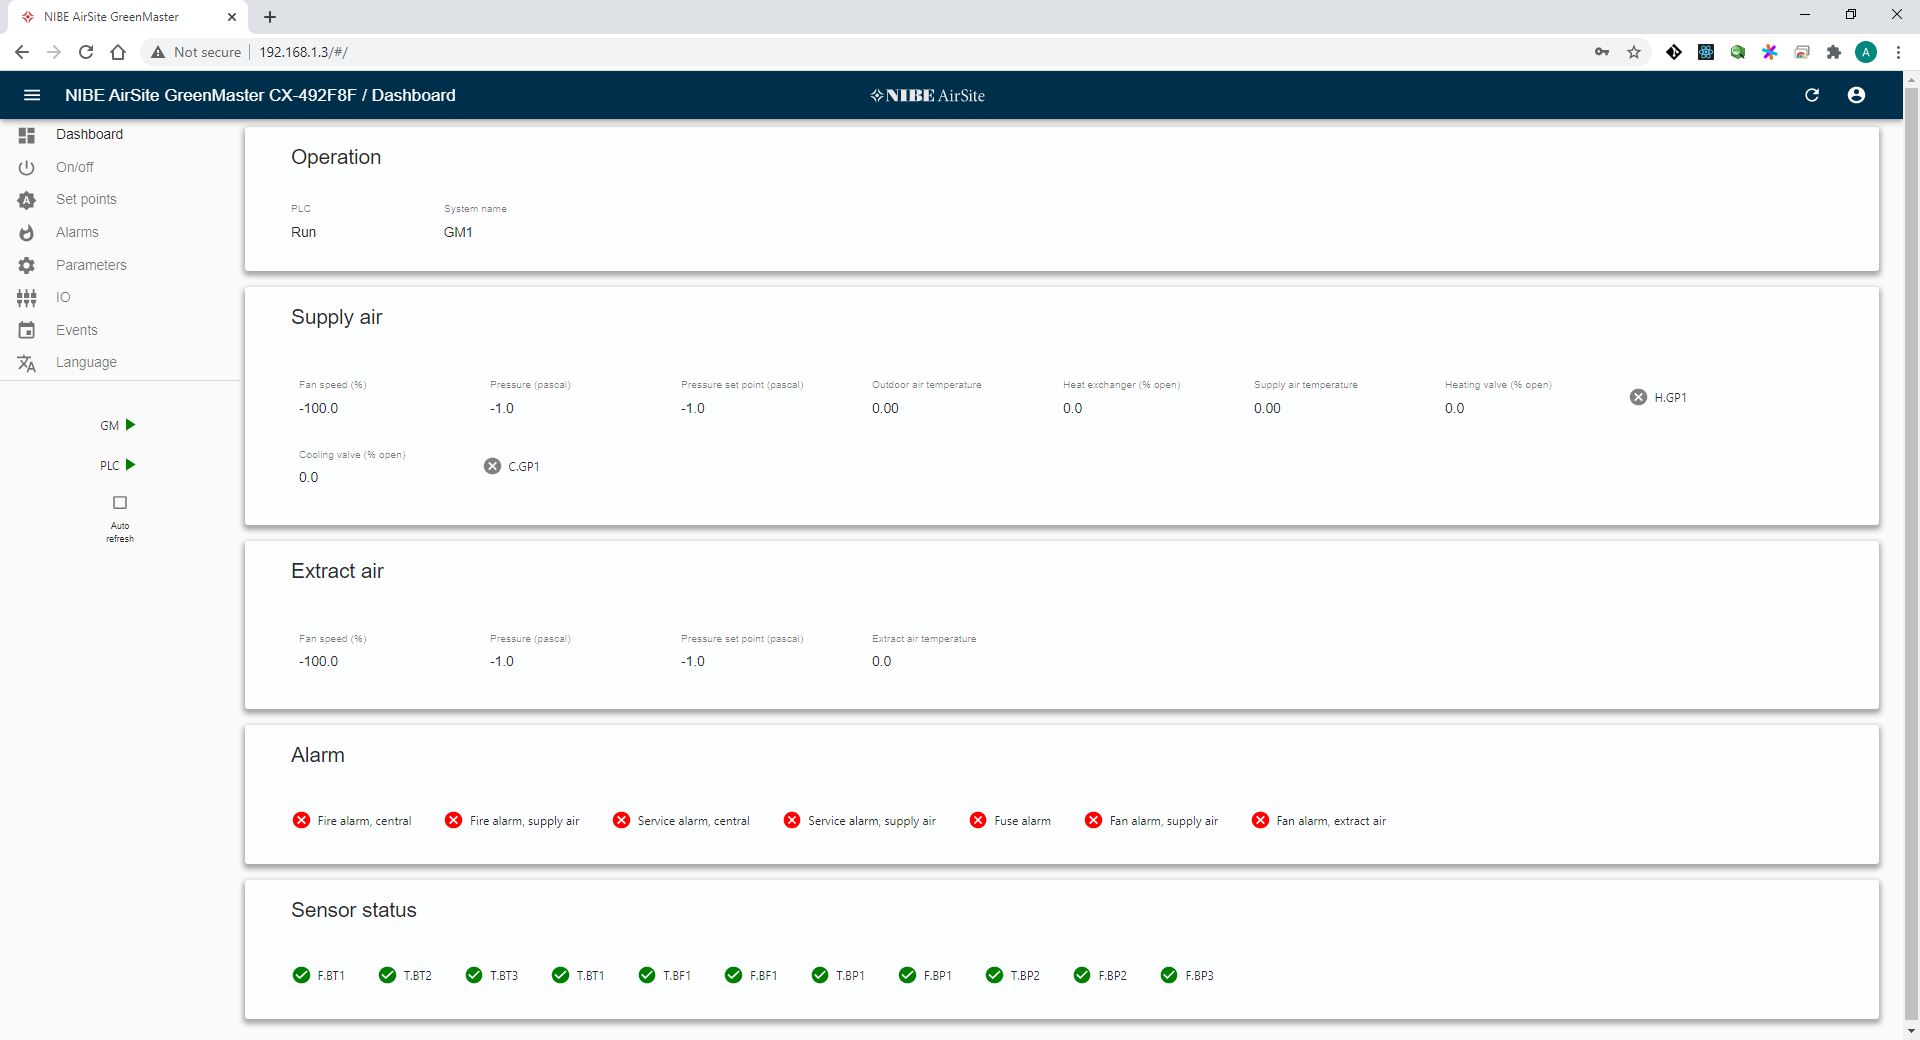 NIBE AirSite GreenMaster
Not secure
192.168.1.3/#/
A
NIBE AirSite GreenMaster CX-492F8F / Dashboard
NIBE AirSite
Dashboard
On/off
Set points
Alarms
Parameters
IO
Events
Language
GM
PLC
Auto
refresh
Operation
PLC
System name
Run
GM1
Supply air
Fan speed (%)
Pressure (pascal)
Pressure set point (pascal)
Outdoor air temperature
Heat exchanger (% open)
Supply air temperature
Heating valve (% open)
H.GP1
-100.0
-1.0
-1.0
0.00
0.0
0.00
0.0
Cooling valve (% open)
C.GP1
0.0
Extract air
Fan speed (%)
Pressure (pascal)
Pressure set point (pascal)
Extract air temperature
-100.0
-1.0
-1.0
0.0
Alarm
Fire alarm, central
Fire alarm, supply air
Service alarm, central
Service alarm, supply air
Fuse alarm
Fan alarm, supply air
Fan alarm, extract air
Sensor status
F.BT1
T.BT2
T.BT3
T.BT1
T.BF1
F.BF1
T.BP1
F.BP1
T.BP2
F.BP2
F.BP3